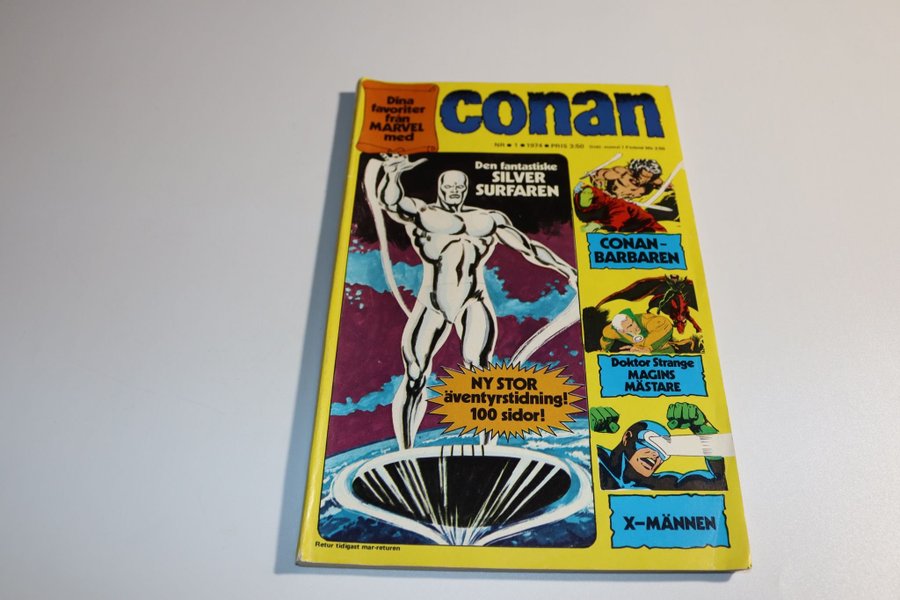 Dina
favoriter
från
MARVEL
med
conan
NR ■ 1 ■ 1974 ■ PRIS 3:50
Den fantastiske
SILVER
SURFAREN
CONAN-
BARBAREN
Doktor Strange
MAGINS
MÄSTARE
NY STOR
äventyrstidning!
100 sidor!
X-MÄNNEN
Retur tidigast mar-returen